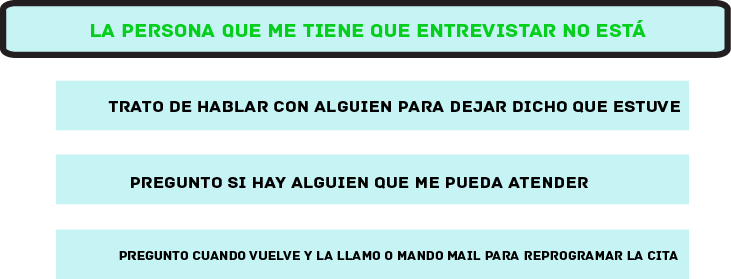 LA PERSONA QUE ME TIENE QUE ENTREVISTAR NO ESTÁ
TRATO DE HABLAR CON ALGUIEN PARA DEJAR DICHO QUE ESTUVE
PREGUNTO SI HAY ALGUIEN QUE ME PUEDA ATENDER
PREGUNTO CUANDO VUELVE Y LA LLAMO O MANDO MAIL PARA REPROGRAMAR LA CITA